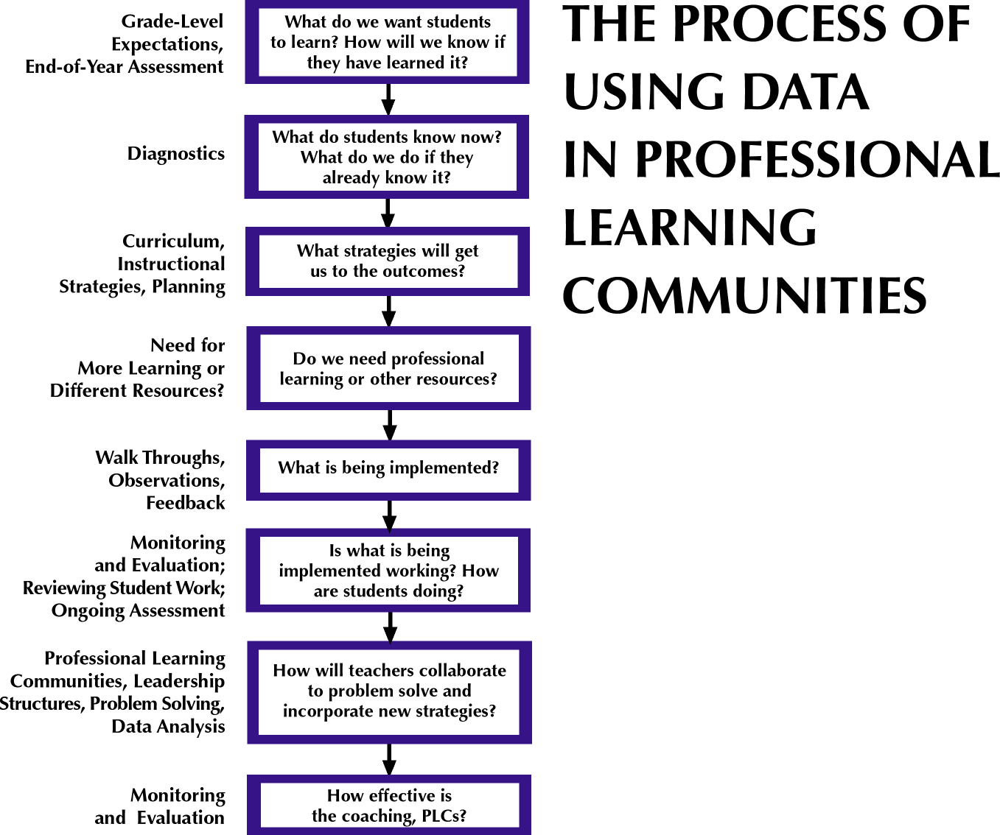 THE PROCESS OF
USING DATA
IN PROFESSIONAL
LEARNING
COMMUNITIES
Grade-Level
Expectations,
End-of-Year Assessment
What do we want students
to learn? How will we know if
they have learned it?
Diagnostics
What do students know now?
What do we do if they
already know it?
Curriculum,
Instructional
Strategies, Planning
What strategies will get
us to the outcomes?
Need for
More Learning or
Different Resources?
Do we need professional
learning or other resources?
Walk Throughs,
Observations,
Feedback
What is being implemented?
Monitoring
and Evaluation;
Reviewing Student Work;
Ongoing Assessment
Is what is being
implemented working? How
are students doing?
Professional Learning
Communities, Leadership
Structures, Problem Solving,
Data Analysis
How will teachers collaborate
to problem solve and
incorporate new strategies?
Monitoring
and Evaluation
How effective is
the coaching, PLCs?